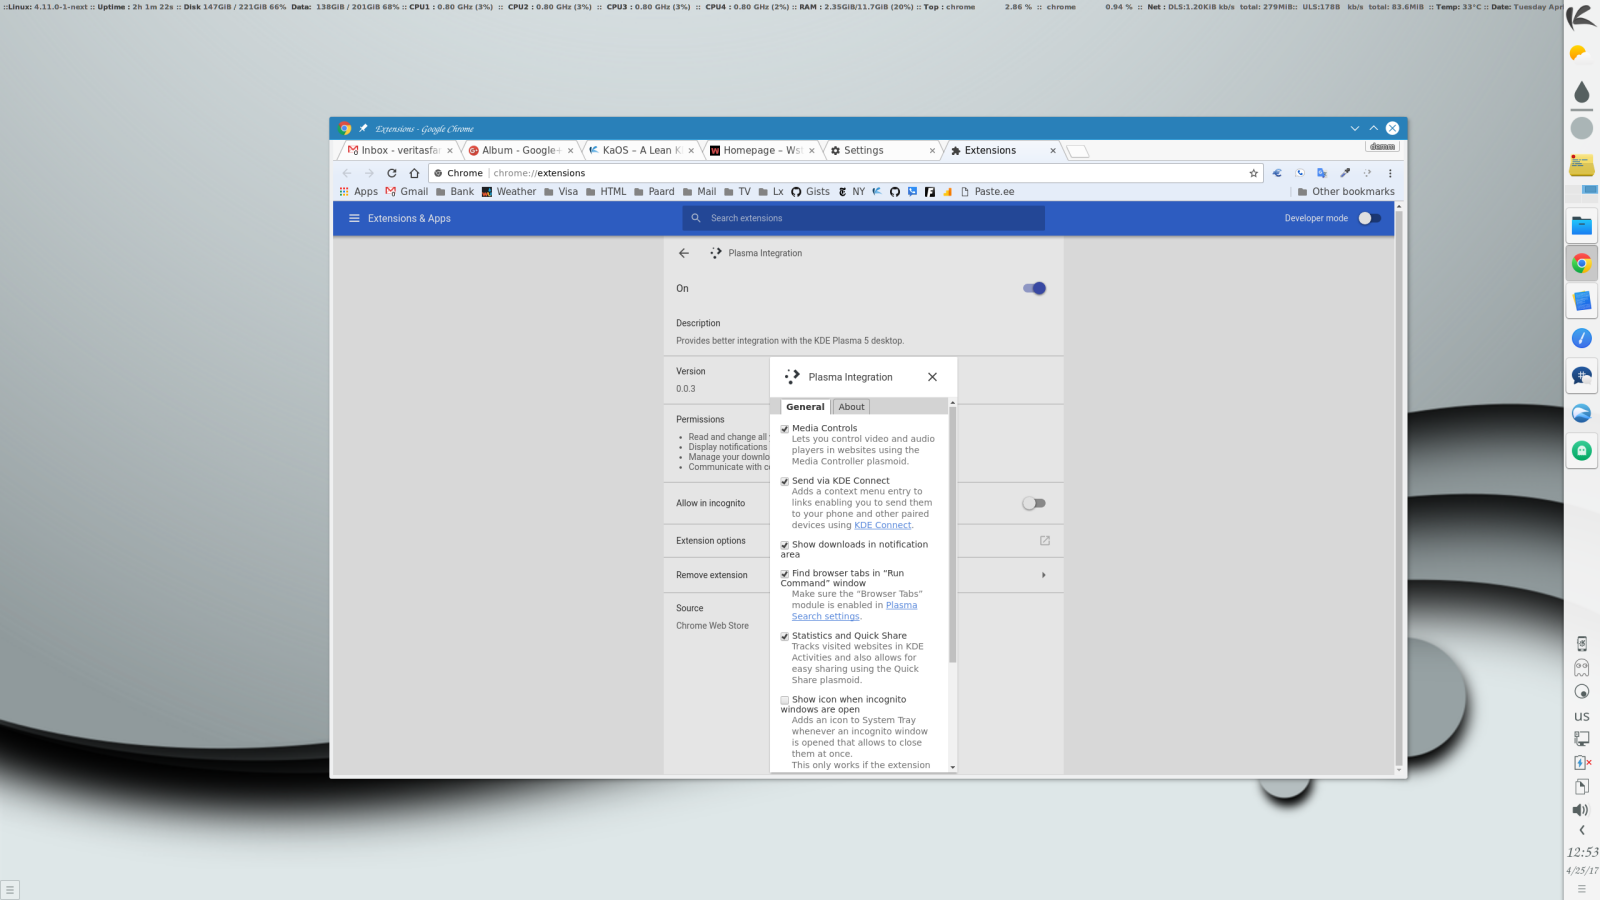 ::Linux: 4.11.0-1-next :: Uptime : 2h 1m 22s :: Disk 147GiB / 221GiB 66% Data: 138GiB / 201GiB 68% :: CPU1 : 0.80 GHz (3%) :: CPU2 : 0.80 GHz (3%) :: CPU3 : 0.80 GHz (3%) :: CPU4 : 0.80 GHz (2%) :: RAM : 2.35GiB/11.7GiB (20%) :: Top : chrome 2.86 % :: chrome 0.94 % :: Net : DLS:1.20KiB kb/s total: 279MiB:: ULS:178B kb/s total: 83.6MiB :: Temp: 33°C :: Date: Tuesday Apr
Extensions - Google Chrome
Inbox - veritasfa
Album - Google+
KaOS – A Lean K
Homepage – Ws
Settings
Extensions
demm
Chrome
chrome://extensions
Apps
Gmail
Bank
Weather
Visa
HTML
Paard
Mail
TV
Lx
Gists
NY
Paste.ee
Other bookmarks
Extensions & Apps
Search extensions
Developer mode
Plasma Integration
On
Description
Provides better integration with the KDE Plasma 5 desktop.
Version
0.0.3
Permissions
Read and change all
Display notifications
Manage your downlo
Communicate with c
Allow in incognito
Extension options
Remove extension
Source
Chrome Web Store
Plasma Integration
General
About
Media Controls
Lets you control video and audio
players in websites using the
Media Controller plasmoid.
Send via KDE Connect
Adds a context menu entry to
links enabling you to send them
to your phone and other paired
devices using KDE Connect.
Show downloads in notification
area
Find browser tabs in “Run
Command” window
Make sure the “Browser Tabs”
module is enabled in Plasma
Search settings.
Statistics and Quick Share
Tracks visited websites in KDE
Activities and also allows for
easy sharing using the Quick
Share plasmoid.
Show icon when incognito
windows are open
Adds an icon to System Tray
whenever an incognito window
is opened that allows to close
them at once.
This only works if the extension
US
12:53
4/25/17